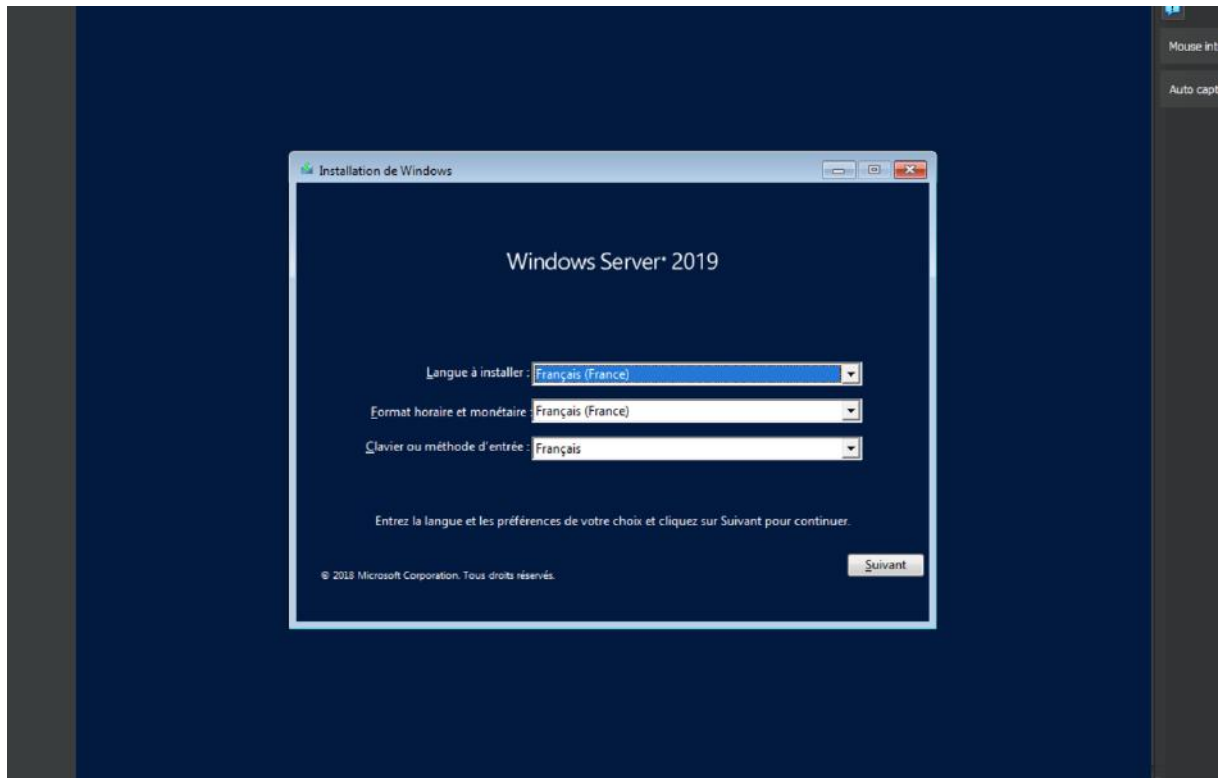 Mouse int
Auto capt
Installation de Windows
Windows Server® 2019
Langue à installer : Français (France)
Format horaire et monétaire : Français (France)
Clavier ou méthode d'entrée : Français
Entrez la langue et les préférences de votre choix et cliquez sur Suivant pour continuer.
Suivant
© 2018 Microsoft Corporation. Tous droits réservés.